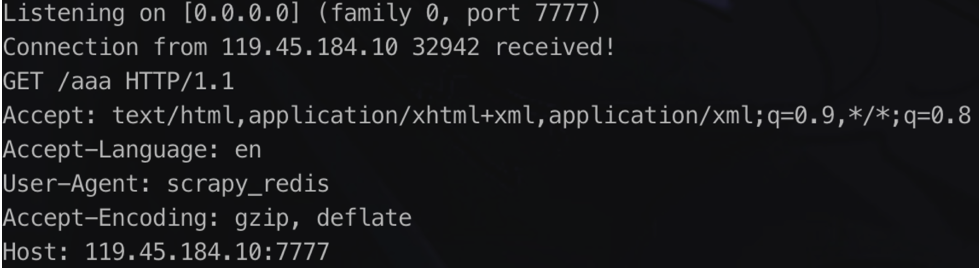 Listening on [0.0.0.0] (family 0, port 7777)
Connection from 119.45.184.10 32942 received!
GET /aaa HTTP/1.1
Accept: text/html,application/xhtml+xml,application/xml;q=0.9,*/*;q=0.8
Accept-Language: en
User-Agent: scrapy_redis
Accept-Encoding: gzip, deflate
Host: 119.45.184.10:7777